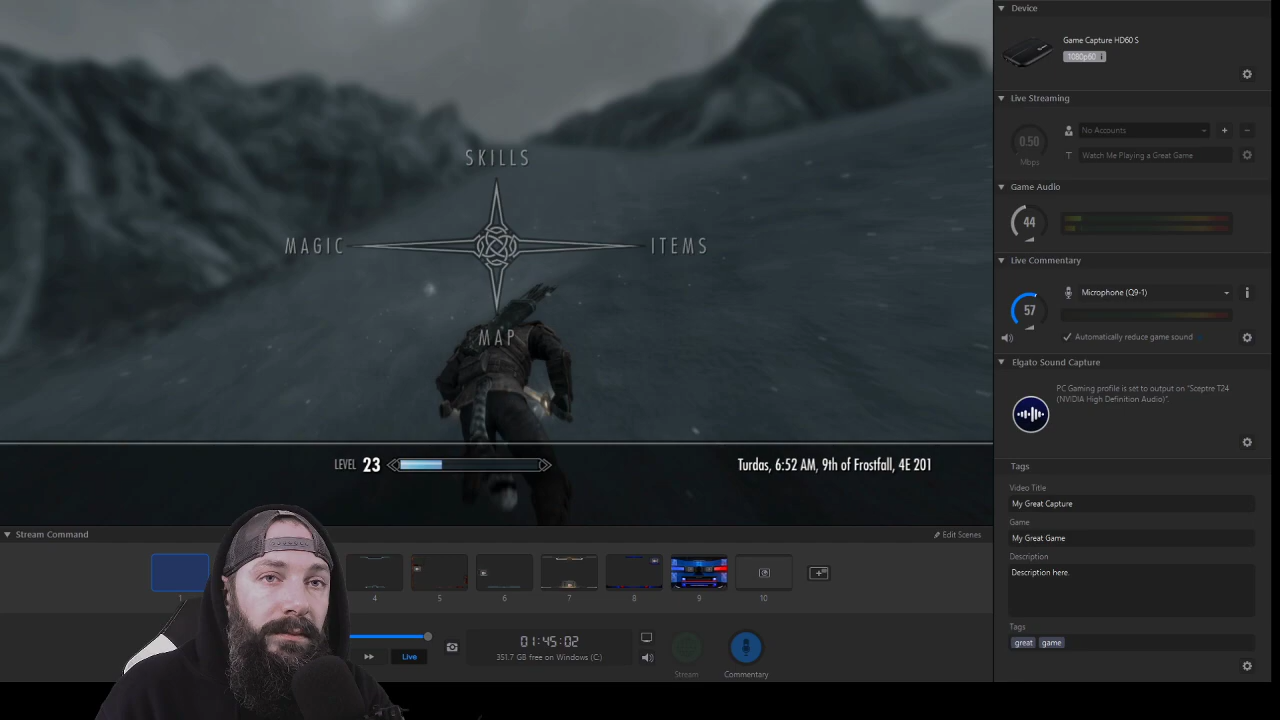 SKILLS
MAGIC
ITEMS
MAP
LEVEL 23
Turdas, 6:52 AM, 9th of Frostfall, 4E 201
Stream Command
Edit Scenes
1
4
5
6
7
8
9
10
01:45:02
351.7 GB free on Windows (C:)
Live
Stream
Commentary
Device
Game Capture HD60 S
1080p60
Live Streaming
0.50
Mbps
No Accounts
Watch Me Playing a Great Game
Game Audio
44
Live Commentary
57
Microphone (Q9-1)
Automatically reduce game sound
Elgato Sound Capture
PC Gaming profile is set to output on "Sceptre T24
(NVIDIA High Definition Audio)".
Tags
Video Title
My Great Capture
Game
My Great Game
Description
Description here.
Tags
great game